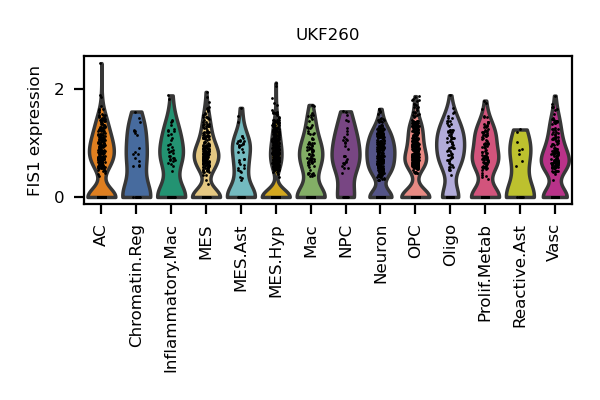 UKF260
FIS1 expression
2
0
AC
Chromatin.Reg
Inflammatory.Mac
MES
MES.Ast
MES.Hyp
Mac
NPC
Neuron
OPC
Oligo
Prolif.Metab
Reactive.Ast
Vasc